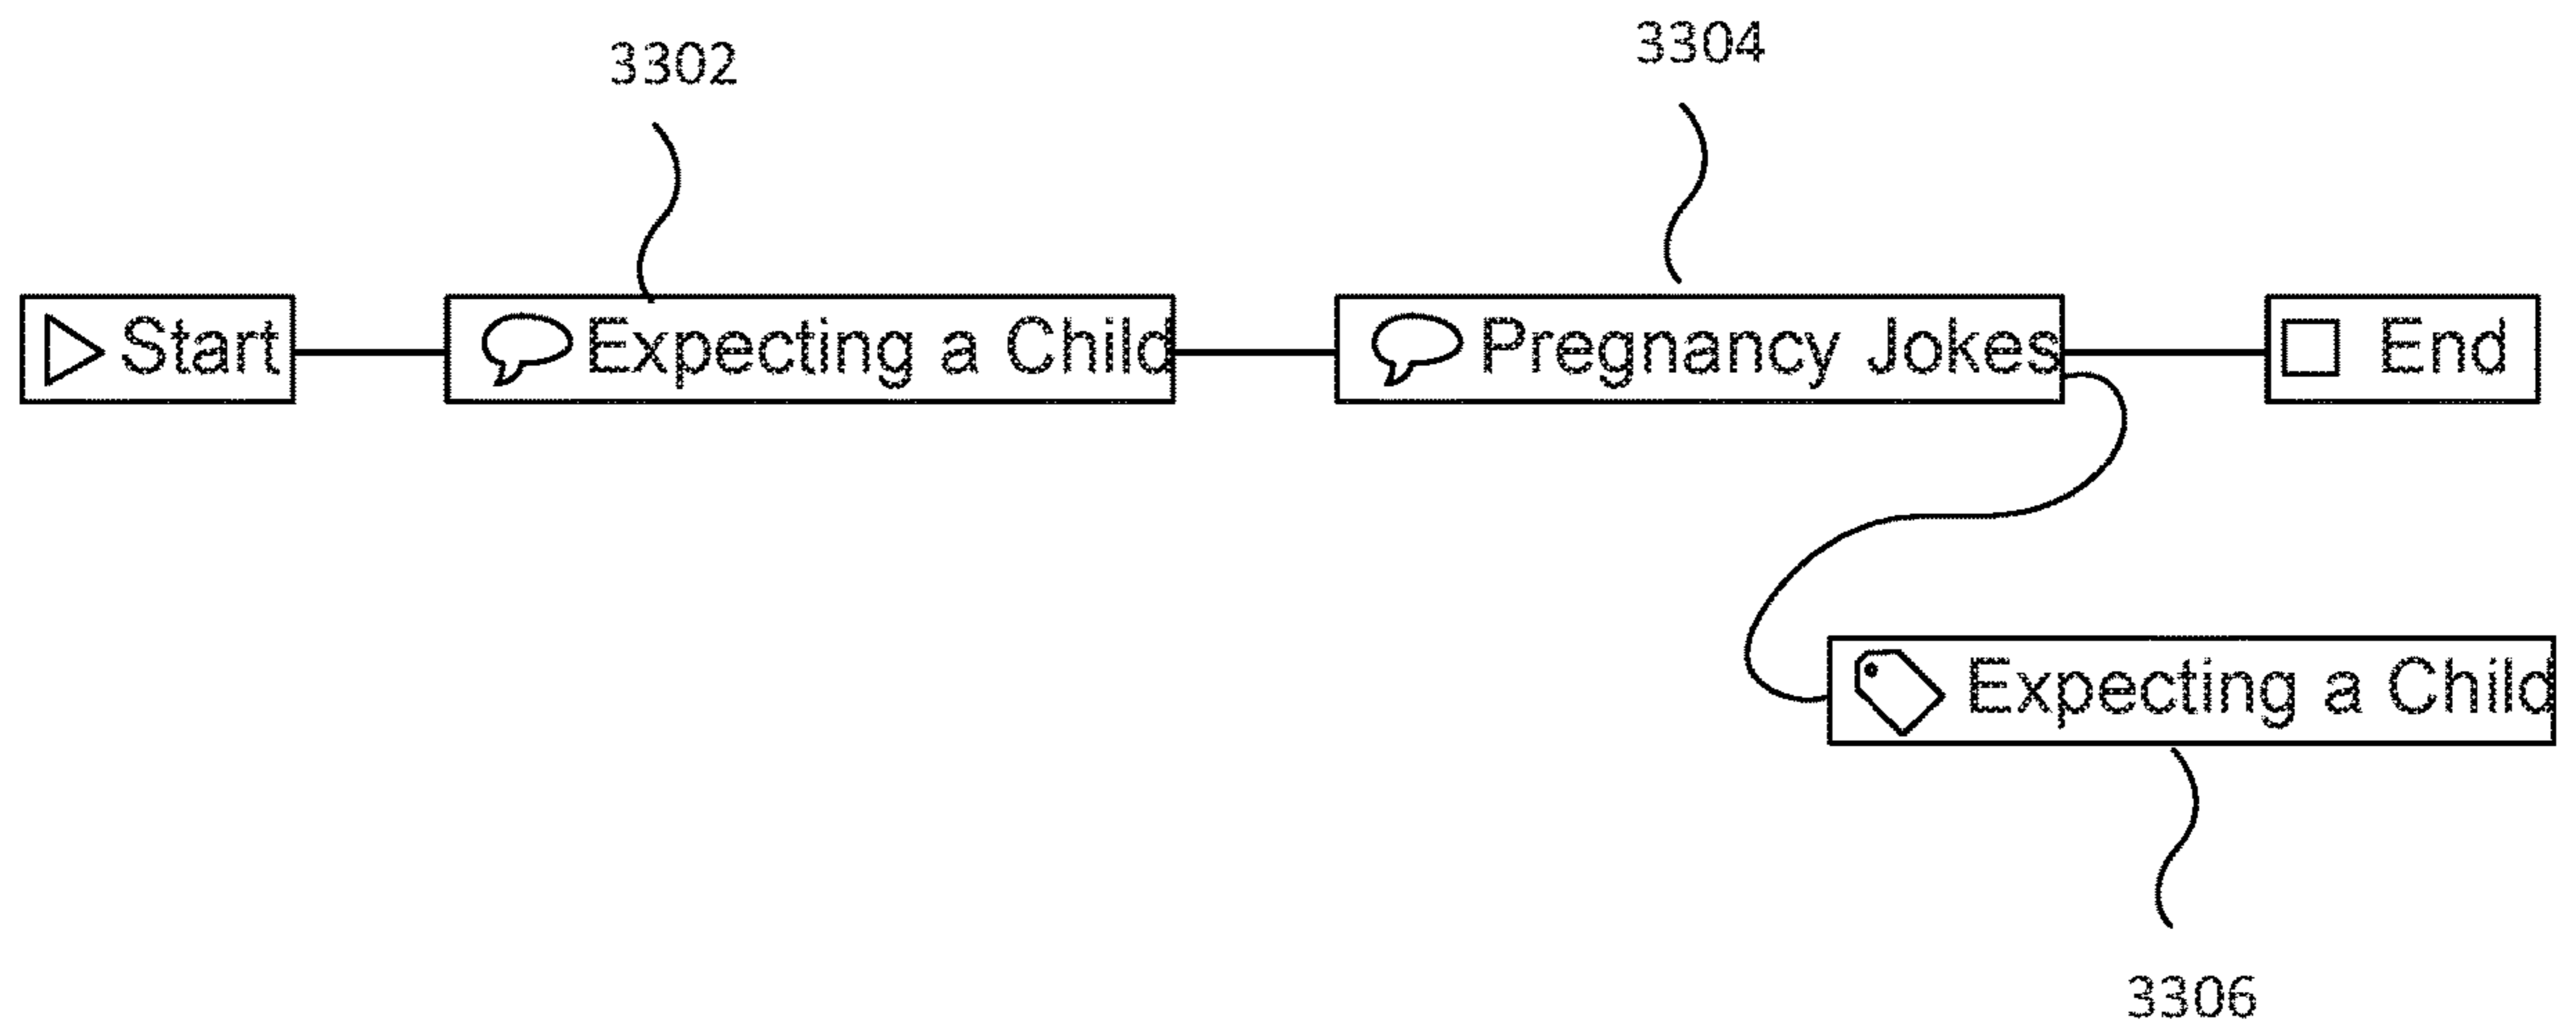 3302
3304
Start
Expecting a Child
Pregnancy Jokes
End
Expecting a Child
3306